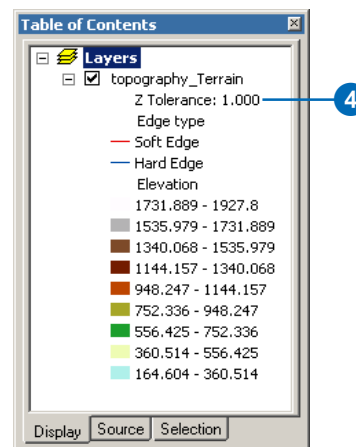 Table of Contents
Layers
topography_Terrain
Z Tolerance: 1.000
4
Edge type
Soft Edge
Hard Edge
Elevation
1731.889 - 1927.8
1535.979 - 1731.889
1340.068 - 1535.979
1144.157 - 1340.068
948.247 - 1144.157
752.336 - 948.247
556.425 - 752.336
360.514 - 556.425
164.604 - 360.514
Display Source Selection